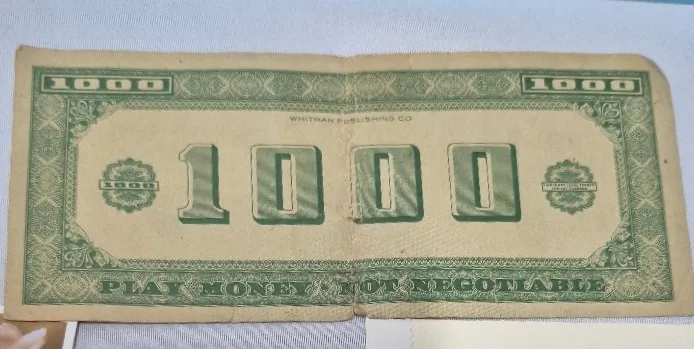 1000 1000
WHITMAN PUBLISHING CO
1000
1000
PLAY MONEY · NOT NEGOTIABLE